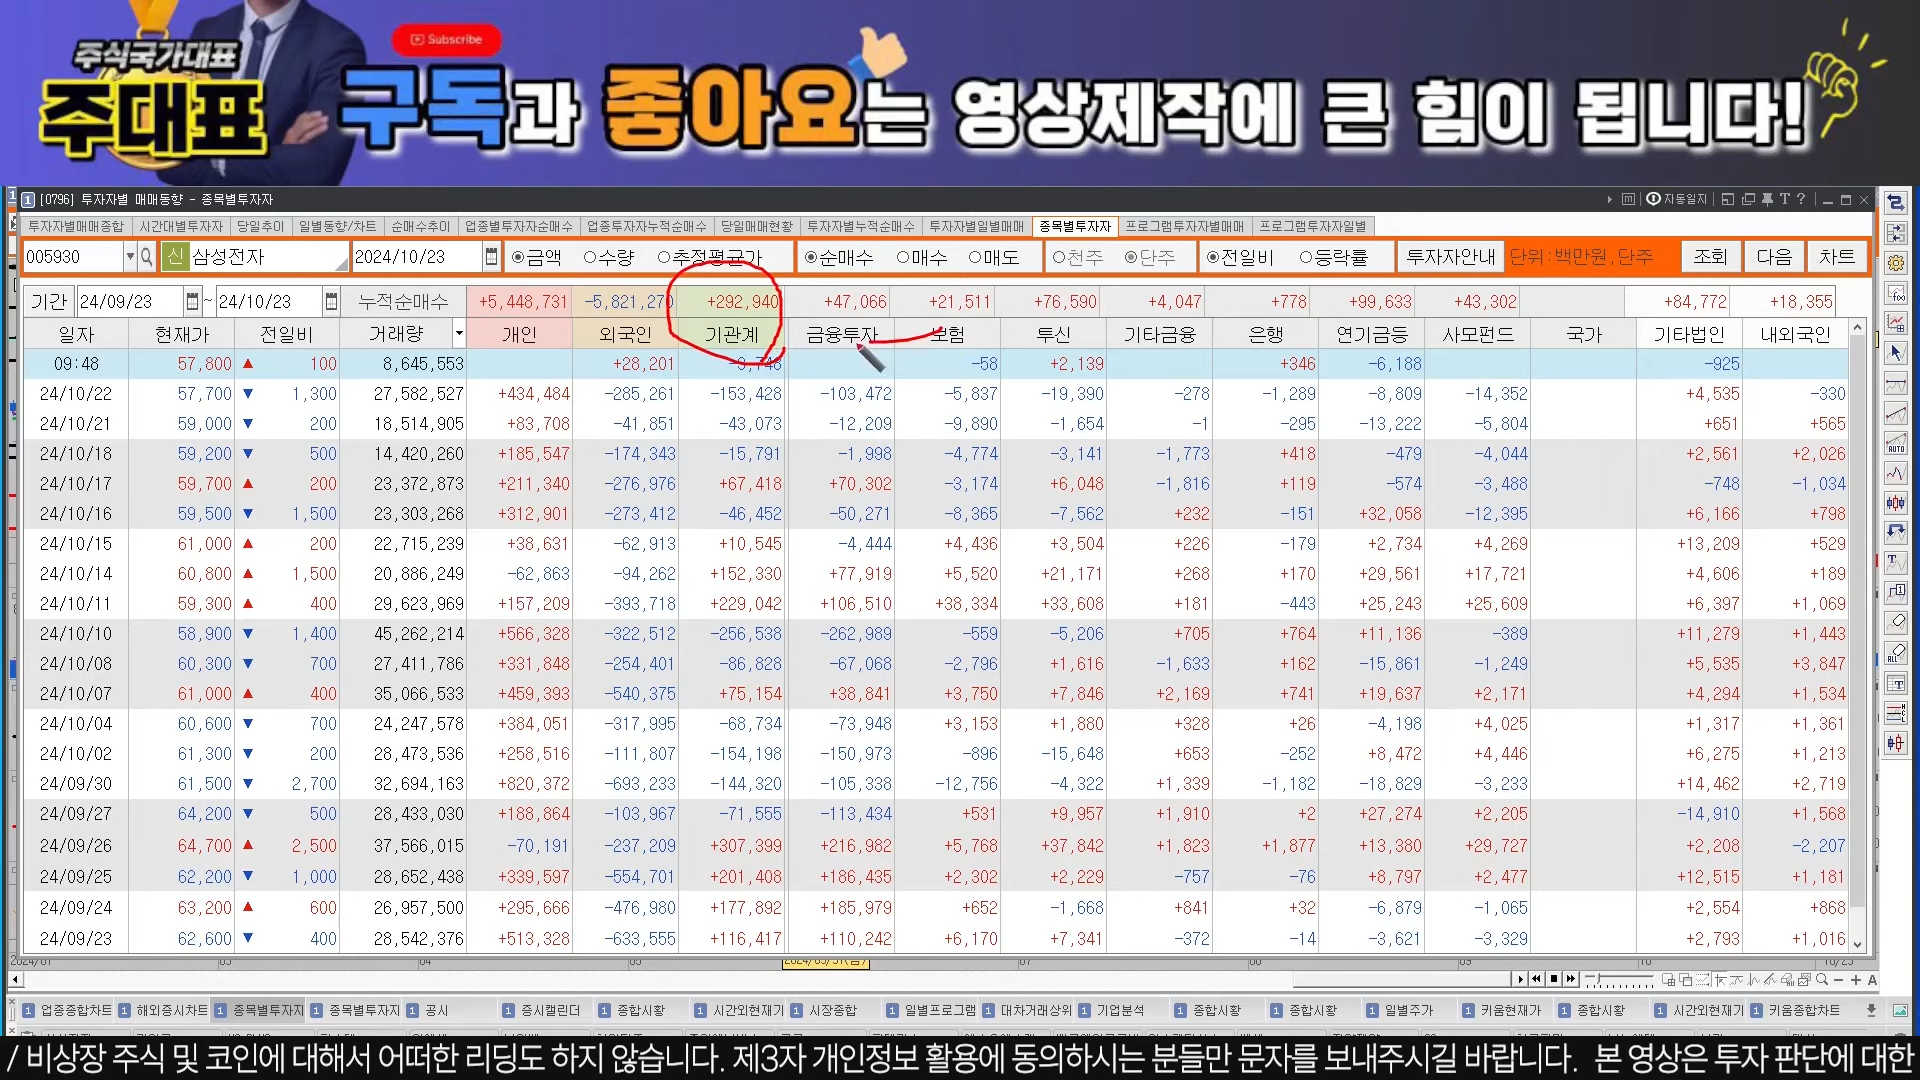 주식국가대표
주대표
Subscribe
구독과 좋아요는 영상제작에 큰 힘이 됩니다!
[0796] 투자자별 매매동향 - 종목별투자자
자동일지
투자자별매매종합 시간대별투자자 당일추이 일별동향/차트 순매수추이 업종별투자자순매수 업종투자자누적순매수 당일매매현황 투자자별누적순매수 투자자별일별매매 종목별투자자 프로그램투자자별매매 프로그램투자자일별
005930 신 삼성전자 2024/10/23 금액 수량 추정평균가 순매수 매수 매도 천주 단주 전일비 등락률 투자자안내 단위:백만원,단주 조회 다음 차트
기간 24/09/23 ~ 24/10/23 누적순매수 +5,448,731 -5,821,270 +292,940 +47,066 +21,511 +76,590 +4,047 +778 +99,633 +43,302 +84,772 +18,355
일자 현재가 전일비 거래량 개인 외국인 기관계 금융투자 보험 투신 기타금융 은행 연기금등 사모펀드 국가 기타법인 내외국인
09:48 57,800 ▲ 100 8,645,553 +28,201 -3,748 -58 +2,139 +346 -6,188 -925
24/10/22 57,700 ▼ 1,300 27,582,527 +434,484 -285,261 -153,428 -103,472 -5,837 -19,390 -278 -1,289 -8,809 -14,352 +4,535 -330
24/10/21 59,000 ▼ 200 18,514,905 +83,708 -41,851 -43,073 -12,209 -9,890 -1,654 -1 -295 -13,222 -5,804 +651 +565
24/10/18 59,200 ▼ 500 14,420,260 +185,547 -174,343 -15,791 -1,998 -4,774 -3,141 -1,773 +418 -479 -4,044 +2,561 +2,026
24/10/17 59,700 ▲ 200 23,372,873 +211,340 -276,976 +67,418 +70,302 -3,174 +6,048 -1,816 +119 -574 -3,488 -748 -1,034
24/10/16 59,500 ▼ 1,500 23,303,268 +312,901 -273,412 -46,452 -50,271 -8,365 -7,562 +232 -151 +32,058 -12,395 +6,166 +798
24/10/15 61,000 ▲ 200 22,715,239 +38,631 -62,913 +10,545 -4,444 +4,436 +3,504 +226 -179 +2,734 +4,269 +13,209 +529
24/10/14 60,800 ▲ 1,500 20,886,249 -62,863 -94,262 +152,330 +77,919 +5,520 +21,171 +268 +170 +29,561 +17,721 +4,606 +189
24/10/11 59,300 ▲ 400 29,623,969 +157,209 -393,718 +229,042 +106,510 +38,334 +33,608 +181 -443 +25,243 +25,609 +6,397 +1,069
24/10/10 58,900 ▼ 1,400 45,262,214 +566,328 -322,512 -256,538 -262,989 -559 -5,206 +705 +764 +11,136 -389 +11,279 +1,443
24/10/08 60,300 ▼ 700 27,411,786 +331,848 -254,401 -86,828 -67,068 -2,796 +1,616 -1,633 +162 -15,861 -1,249 +5,535 +3,847
24/10/07 61,000 ▲ 400 35,066,533 +459,393 -540,375 +75,154 +38,841 +3,750 +7,846 +2,169 +741 +19,637 +2,171 +4,294 +1,534
24/10/04 60,600 ▼ 700 24,247,578 +384,051 -317,995 -68,734 -73,948 +3,153 +1,880 +328 +26 -4,198 +4,025 +1,317 +1,361
24/10/02 61,300 ▼ 200 28,473,536 +258,516 -111,807 -154,198 -150,973 -896 -15,648 +653 -252 +8,472 +4,446 +6,275 +1,213
24/09/30 61,500 ▼ 2,700 32,694,163 +820,372 -693,233 -144,320 -105,338 -12,756 -4,322 +1,339 -1,182 -18,829 -3,233 +14,462 +2,719
24/09/27 64,200 ▼ 500 28,433,030 +188,864 -103,967 -71,555 -113,434 +531 +9,957 +1,910 +2 +27,274 +2,205 -14,910 +1,568
24/09/26 64,700 ▲ 2,500 37,566,015 -70,191 -237,209 +307,399 +216,982 +5,768 +37,842 +1,823 +1,877 +13,380 +29,727 +2,208 -2,207
24/09/25 62,200 ▼ 1,000 28,652,438 +339,597 -554,701 +201,408 +186,435 +2,302 +2,229 -757 -76 +8,797 +2,477 +12,515 +1,181
24/09/24 63,200 ▲ 600 26,957,500 +295,666 -476,980 +177,892 +185,979 +652 -1,668 +841 +32 -6,879 -1,065 +2,554 +868
24/09/23 62,600 ▼ 400 28,542,376 +513,328 -633,555 +116,417 +110,242 +6,170 +7,341 -372 -14 -3,621 -3,329 +2,793 +1,016
업종종합차트 해외증시차트 종목별투자자 종목별투자자 공시 증시캘린더 종합시황 시간외현재가 시장종합 일별프로그램 대차거래상위 기업분석 종합시황 종합시황 일별주가 키움현재가 종합시황 시간외현재가 키움종합차트
/ 비상장 주식 및 코인에 대해서 어떠한 리딩도 하지 않습니다. 제3자 개인정보 활용에 동의하시는 분들만 문자를 보내주시길 바랍니다. 본 영상은 투자 판단에 대한